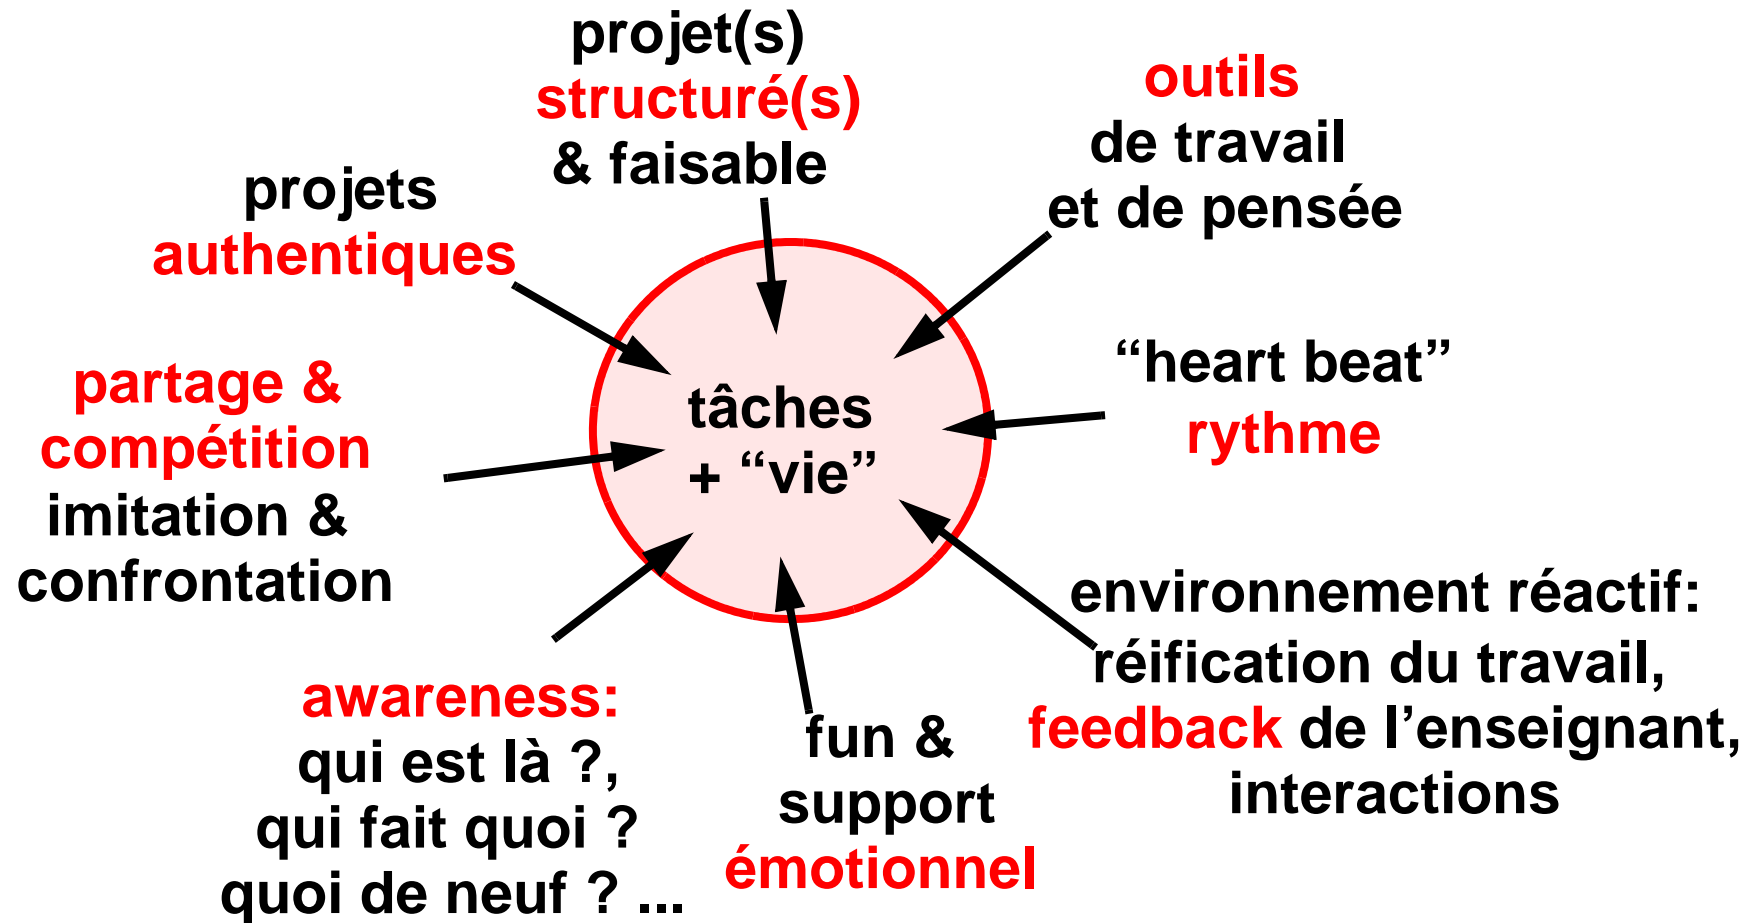 projet(s)
structuré(s)
& faisable
outils
de travail
et de pensée
projets
authentiques
“heart beat”
rythme
partage &
compétition
imitation &
confrontation
tâches
+ “vie”
environnement réactif:
réification du travail,
feedback de l’enseignant,
interactions
awareness:
qui est là ?,
qui fait quoi ?
quoi de neuf ? ...
fun &
support
émotionnel